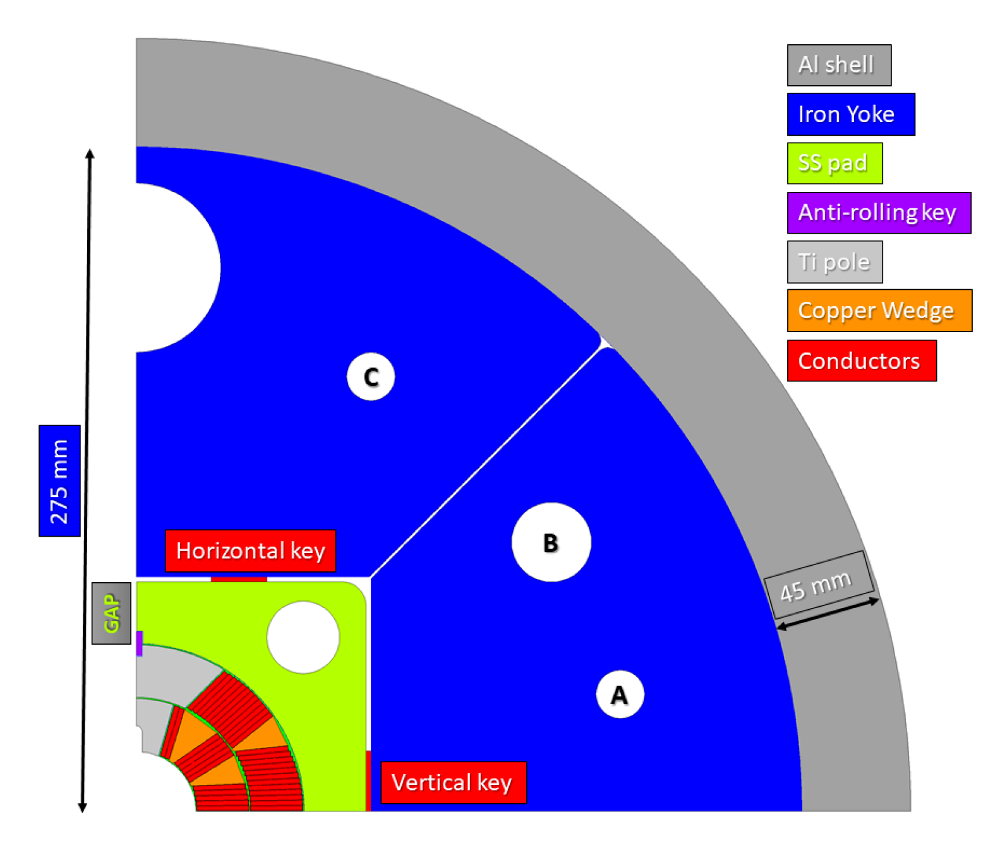 Al shell
Iron Yoke
SS pad
Anti-rolling key
Ti pole
Copper Wedge
Conductors
C
275 mm
B
Horizontal key
45 mm
GAP
A
Vertical key